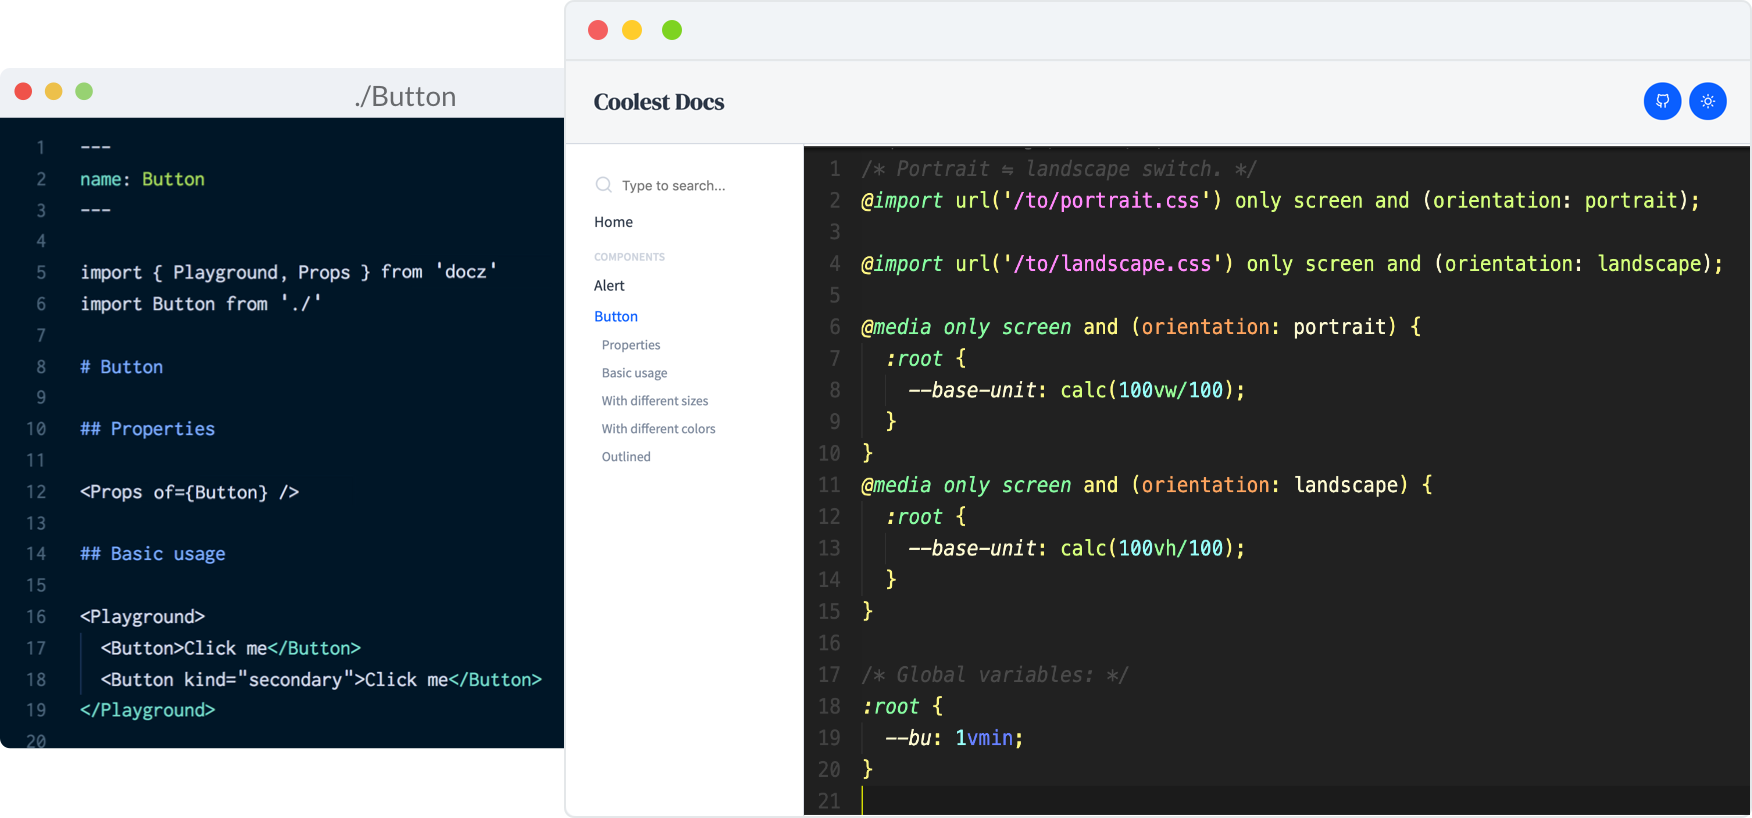 ./Button
1 ---
2 name: Button
3 ---
4
5 import { Playground, Props } from 'docz'
6 import Button from './'
7
8 # Button
9
10 ## Properties
11
12 <Props of={Button} />
13
14 ## Basic usage
15
16 <Playground>
17 <Button>Click me</Button>
18 <Button kind="secondary">Click me</Button>
19 </Playground>
20
Coolest Docs
Type to search...
Home
COMPONENTS
Alert
Button
Properties
Basic usage
With different sizes
With different colors
Outlined
1 /* Portrait ⇋ landscape switch. */
2 @import url('/to/portrait.css') only screen and (orientation: portrait);
3
4 @import url('/to/landscape.css') only screen and (orientation: landscape);
5
6 @media only screen and (orientation: portrait) {
7 :root {
8 --base-unit: calc(100vw/100);
9 }
10 }
11 @media only screen and (orientation: landscape) {
12 :root {
13 --base-unit: calc(100vh/100);
14 }
15 }
16
17 /* Global variables: */
18 :root {
19 --bu: 1vmin;
20 }
21